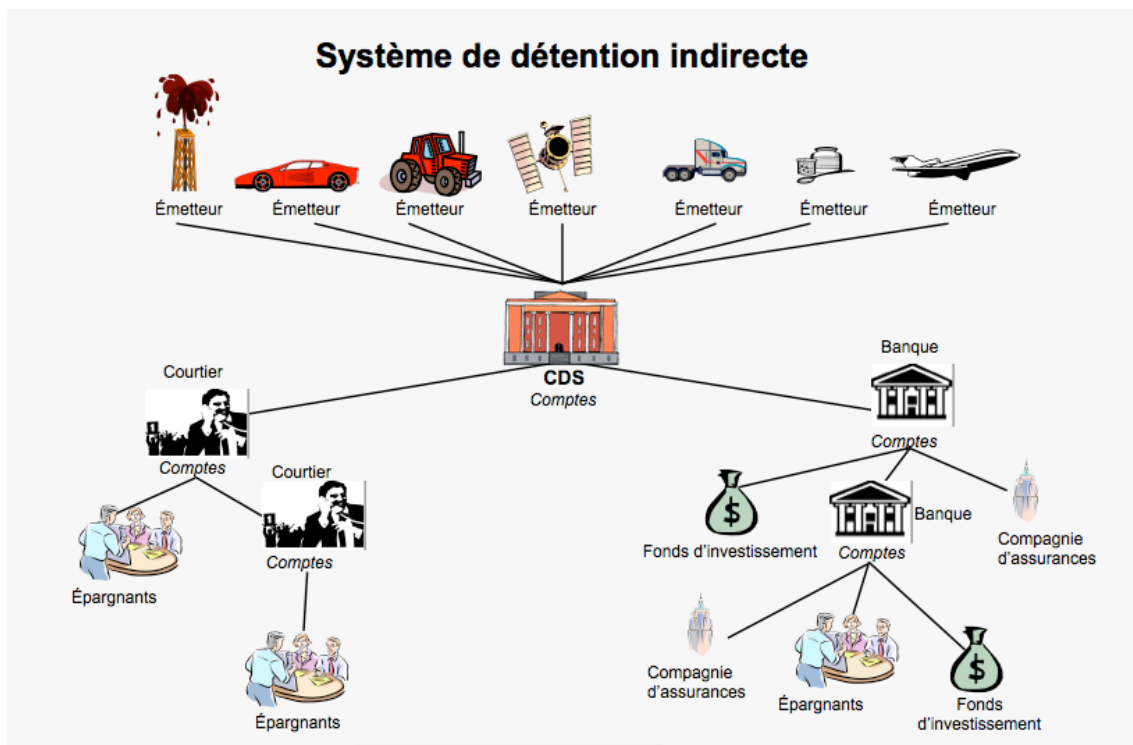 Système de détention indirecte
Émetteur
Émetteur
Émetteur
Émetteur
Émetteur
Émetteur
Émetteur
CDS
Comptes
Courtier
Comptes
Courtier
Comptes
Épargnants
Épargnants
Banque
Comptes
$
Fonds d'investissement
Banque
Comptes
Compagnie
d'assurances
Compagnie
d'assurances
Épargnants
$
Fonds
d'investissement